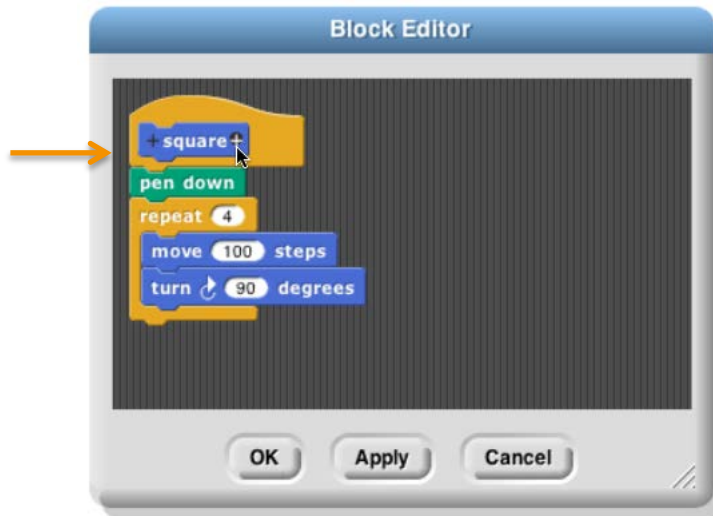 Block Editor
+ square +
pen down
repeat 4
move 100 steps
turn 90 degrees
OK Apply Cancel